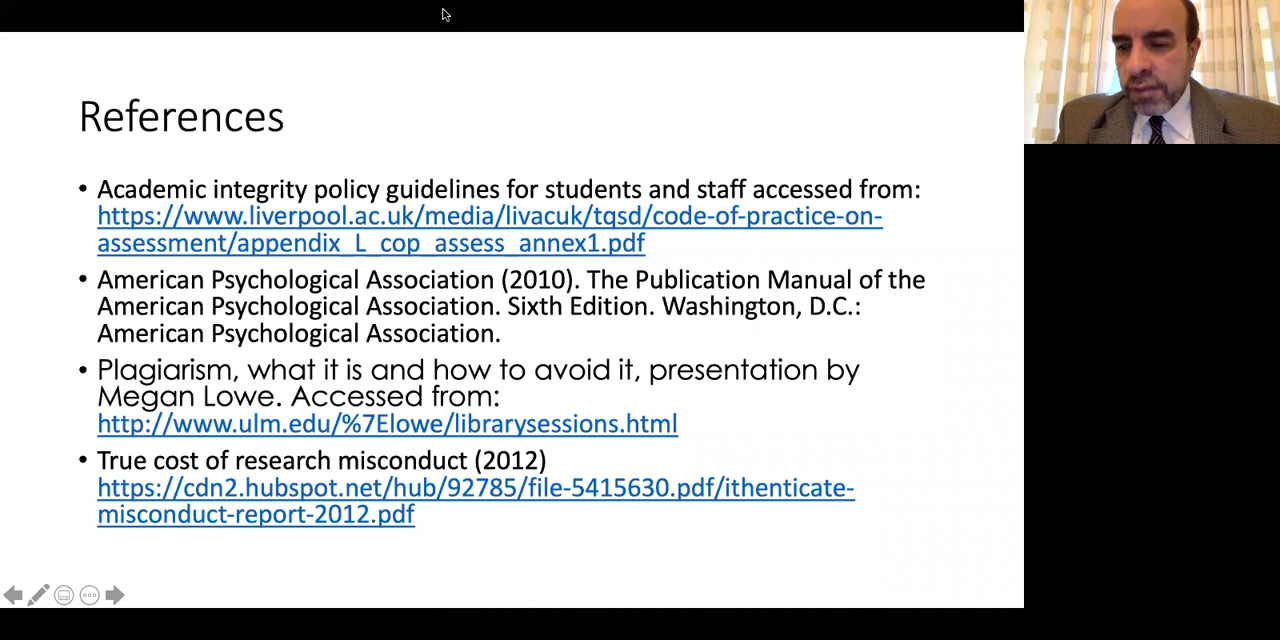 References
• Academic integrity policy guidelines for students and staff accessed from:
https://www.liverpool.ac.uk/media/livacuk/tqsd/code-of-practice-on-
assessment/appendix_L_cop_assess_annex1.pdf
• American Psychological Association (2010). The Publication Manual of the
American Psychological Association. Sixth Edition. Washington, D.C.:
American Psychological Association.
• Plagiarism, what it is and how to avoid it, presentation by
Megan Lowe. Accessed from:
http://www.ulm.edu/%7Elowe/librarysessions.html
• True cost of research misconduct (2012)
https://cdn2.hubspot.net/hub/92785/file-5415630.pdf/ithenticate-
misconduct-report-2012.pdf